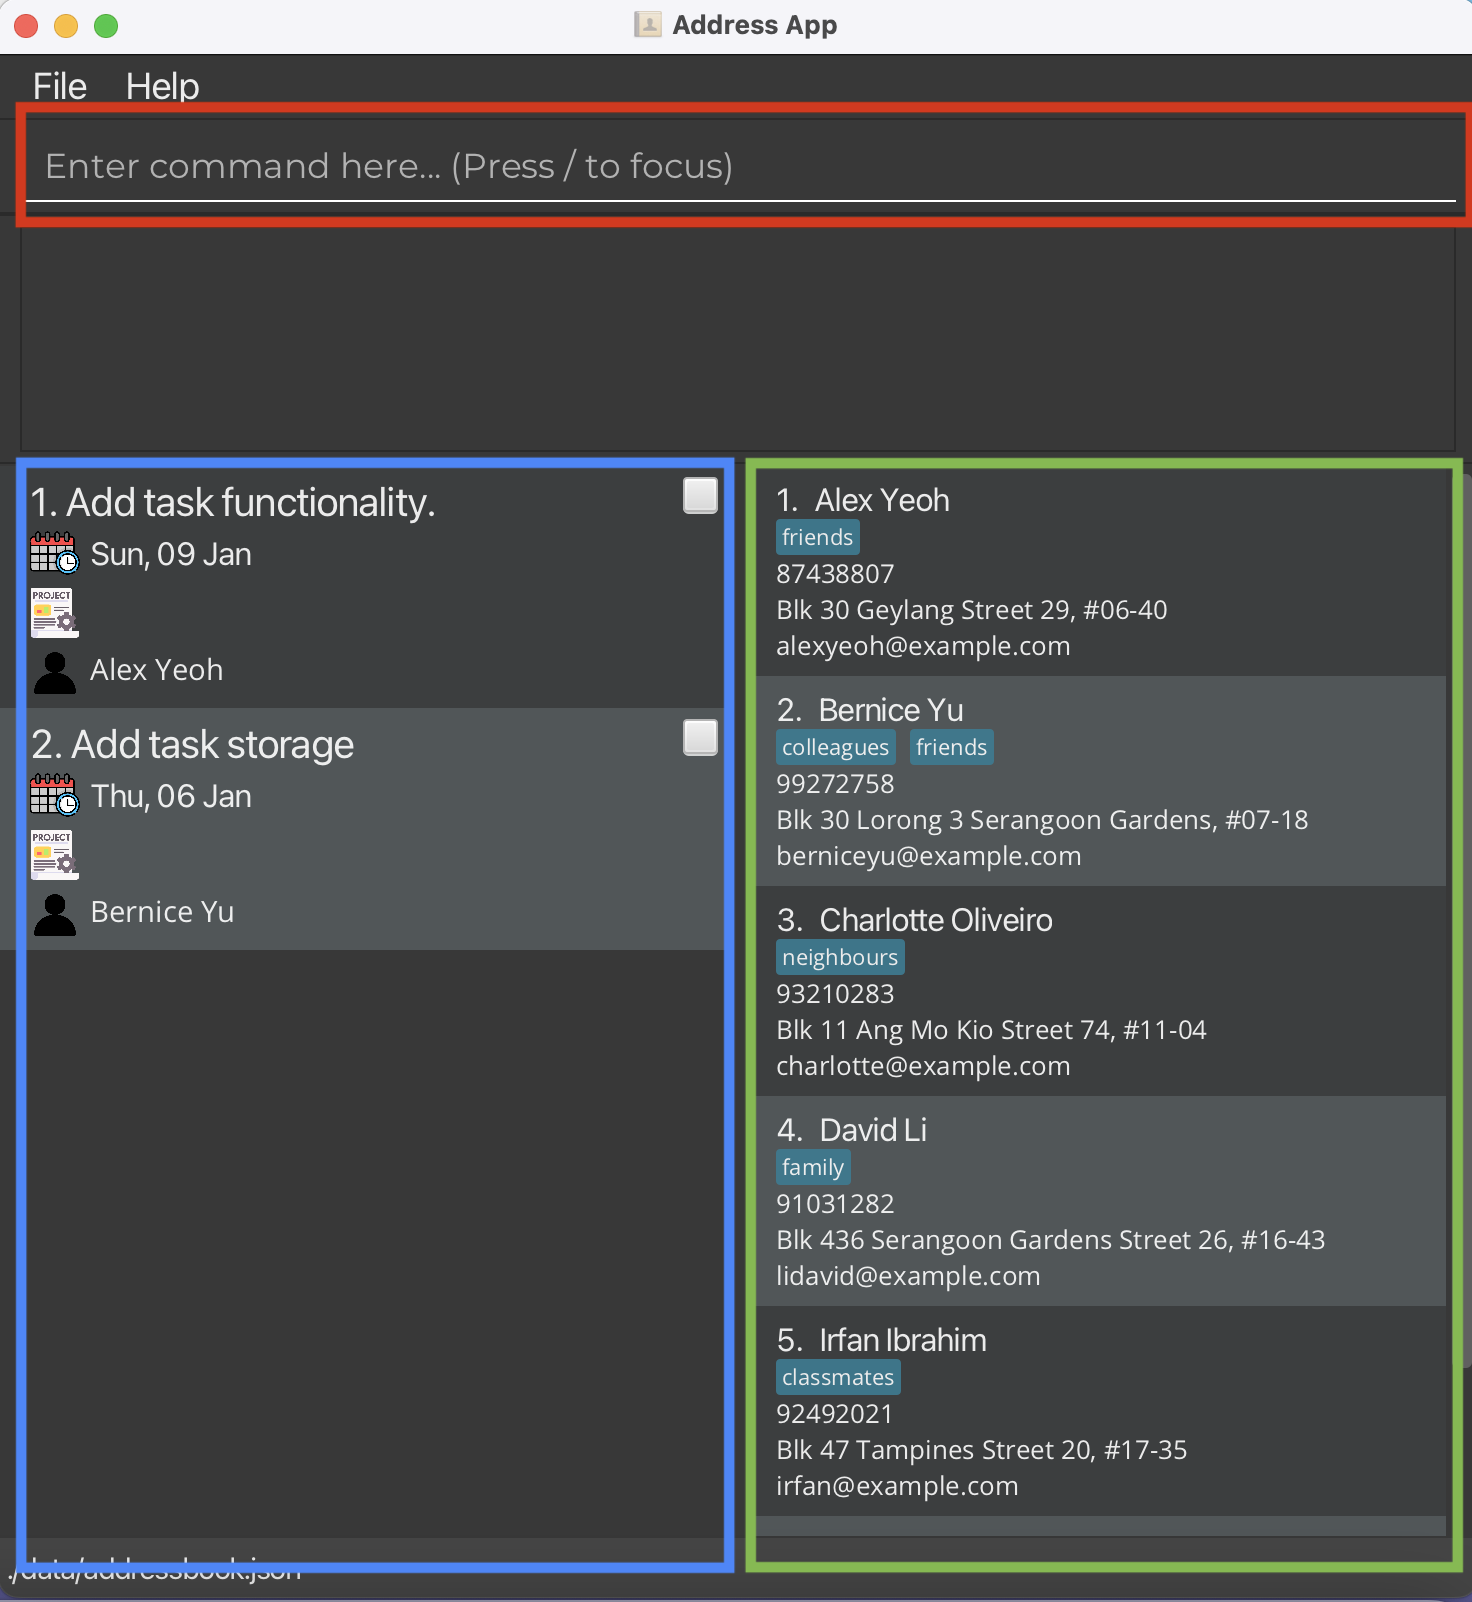 Address App
File Help
Enter command here... (Press / to focus)
1. Add task functionality.
Sun, 09 Jan
PROJECT
Alex Yeoh
2. Add task storage
Thu, 06 Jan
PROJECT
Bernice Yu
1. Alex Yeoh
friends
87438807
Blk 30 Geylang Street 29, #06-40
alexyeoh@example.com
2. Bernice Yu
colleagues friends
99272758
Blk 30 Lorong 3 Serangoon Gardens, #07-18
berniceyu@example.com
3. Charlotte Oliveiro
neighbours
93210283
Blk 11 Ang Mo Kio Street 74, #11-04
charlotte@example.com
4. David Li
family
91031282
Blk 436 Serangoon Gardens Street 26, #16-43
lidavid@example.com
5. Irfan Ibrahim
classmates
92492021
Blk 47 Tampines Street 20, #17-35
irfan@example.com
./data/addressbook.json